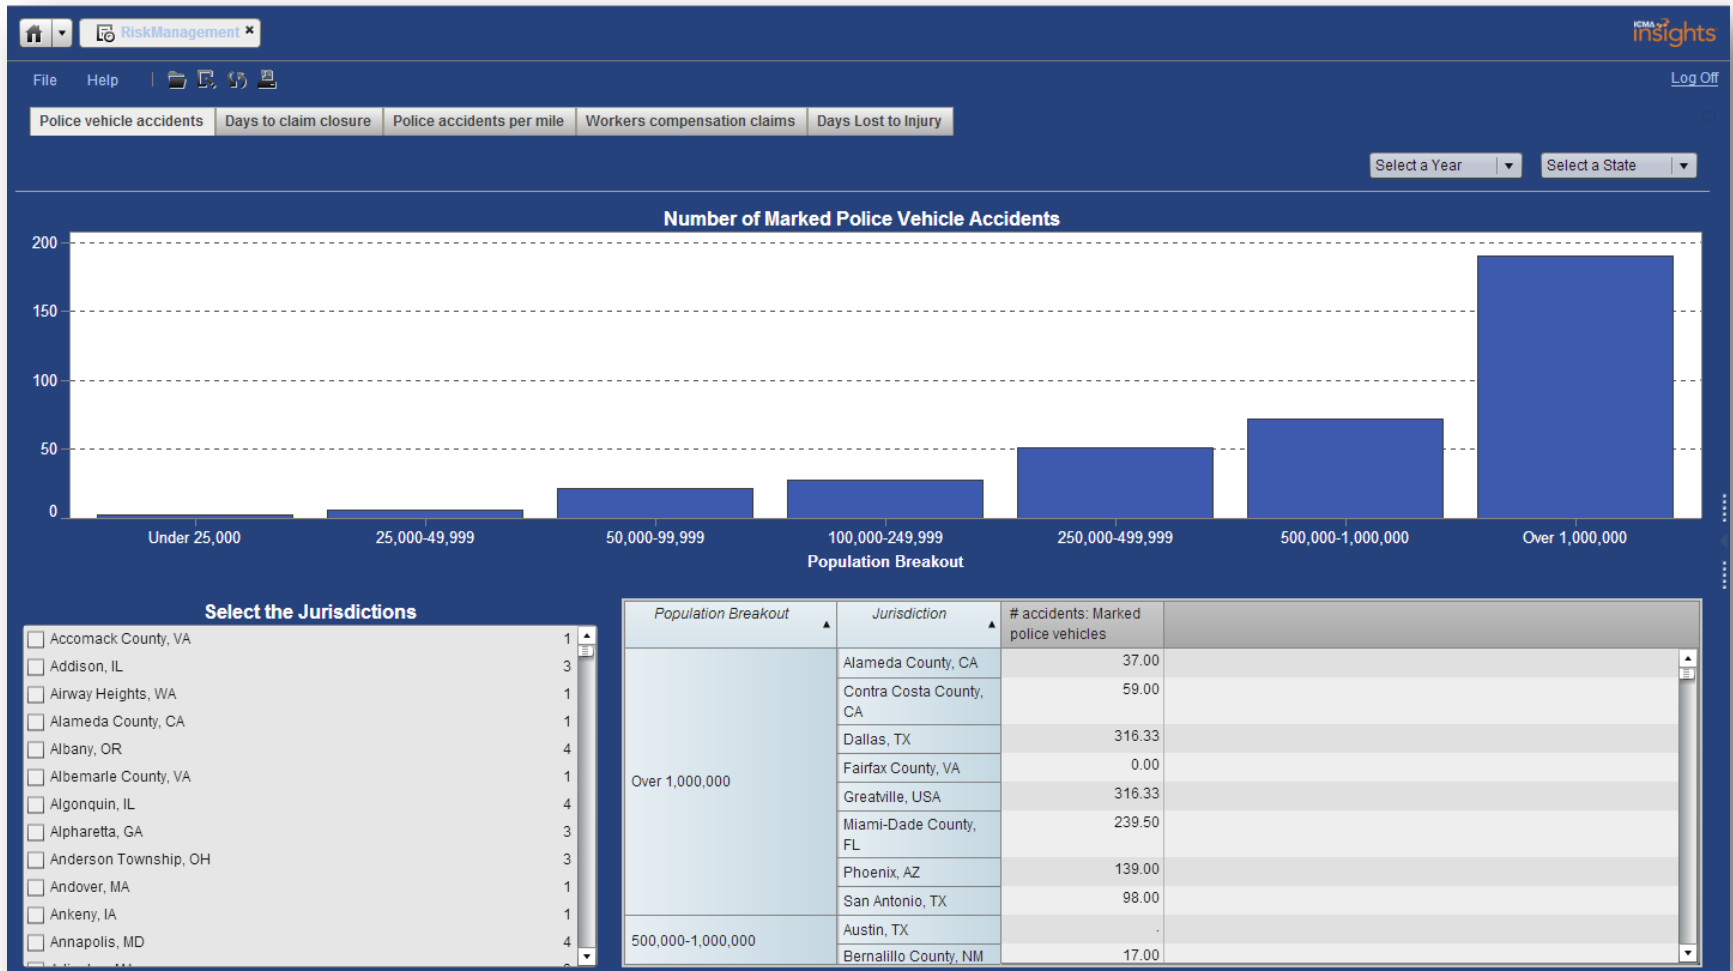 RiskManagement ×
ICMA
insights
File Help
Log Off
Police vehicle accidents Days to claim closure Police accidents per mile Workers compensation claims Days Lost to Injury
Select a Year Select a State
Number of Marked Police Vehicle Accidents
200
150
100
50
0
Under 25,000 25,000-49,999 50,000-99,999 100,000-249,999 250,000-499,999 500,000-1,000,000 Over 1,000,000
Population Breakout
Select the Jurisdictions
Accomack County, VA 1
Addison, IL 3
Airway Heights, WA 1
Alameda County, CA 1
Albany, OR 4
Albemarle County, VA 1
Algonquin, IL 4
Alpharetta, GA 3
Anderson Township, OH 3
Andover, MA 1
Ankeny, IA 1
Annapolis, MD 4
Population Breakout Jurisdiction # accidents: Marked
police vehicles
Over 1,000,000
Alameda County, CA 37.00
Contra Costa County, 59.00
CA
Dallas, TX 316.33
Fairfax County, VA 0.00
Greatville, USA 316.33
Miami-Dade County, 239.50
FL
Phoenix, AZ 139.00
San Antonio, TX 98.00
500,000-1,000,000
Austin, TX .
Bernalillo County, NM 17.00